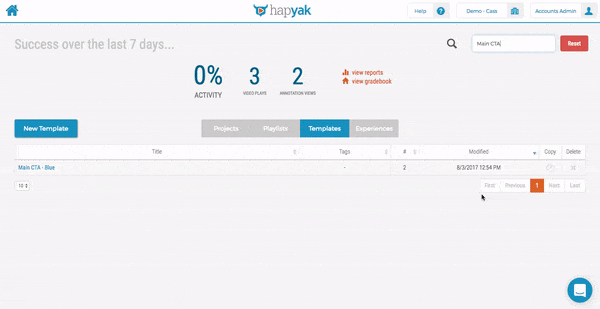 hapyak
Help ?
Demo - Cass
Accounts Admin
Success over the last 7 days...
Main CTA
Reset
0%
ACTIVITY
3
VIDEO PLAYS
2
ANNOTATION VIEWS
view reports
view gradebook
New Template
Projects Playlists Templates Experiences
Title Tags # Modified Copy Delete
Main CTA - Blue - 2 8/3/2017 12:54 PM
10
First Previous 1 Next Last